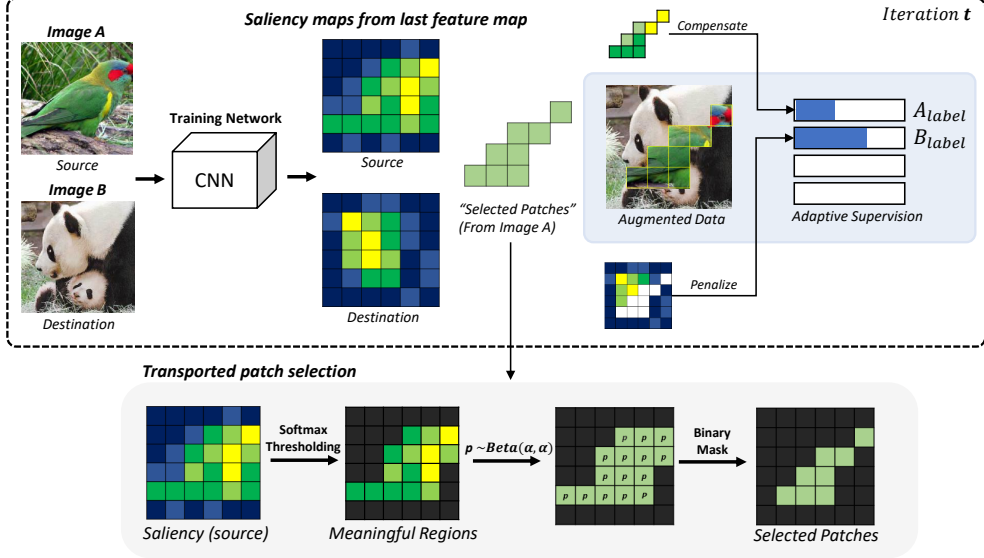 Saliency maps from last feature map
Iteration t
Image A
Source
Image B
Destination
Training Network
CNN
Source
Destination
"Selected Patches"
(From Image A)
Compensate
Penalize
Augmented Data
A label
B label
Adaptive Supervision
Transported patch selection
Softmax
Thresholding
p ~Beta(α, α)
Binary
Mask
p p p
p p p p
p p p p
p p p p p p p
Saliency (source)
Meaningful Regions
Selected Patches